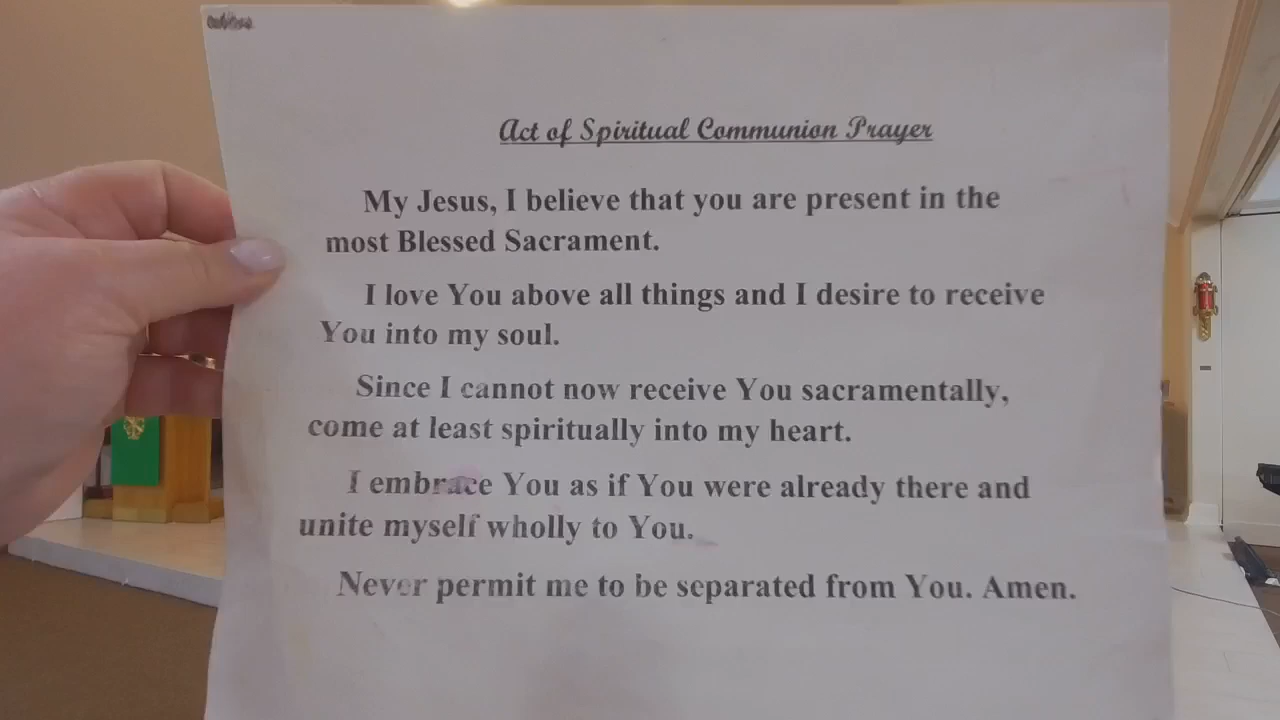 Act of Spiritual Communion Prayer
My Jesus, I believe that you are present in the
most Blessed Sacrament.
I love You above all things and I desire to receive
You into my soul.
Since I cannot now receive You sacramentally,
come at least spiritually into my heart.
I embrace You as if You were already there and
unite myself wholly to You.
Never permit me to be separated from You. Amen.